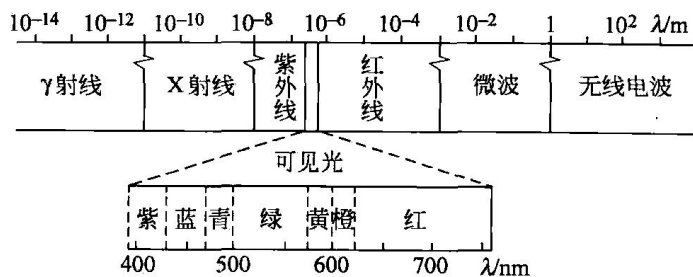 10⁻¹⁴ 10⁻¹² 10⁻¹⁰ 10⁻⁸ 10⁻⁶ 10⁻⁴ 10⁻² 1 10² λ/m
γ射线 X射线 紫外线 红外线 微波 无线电波
可见光
紫 蓝 青 绿 黄 橙 红
400 500 600 700 λ/nm